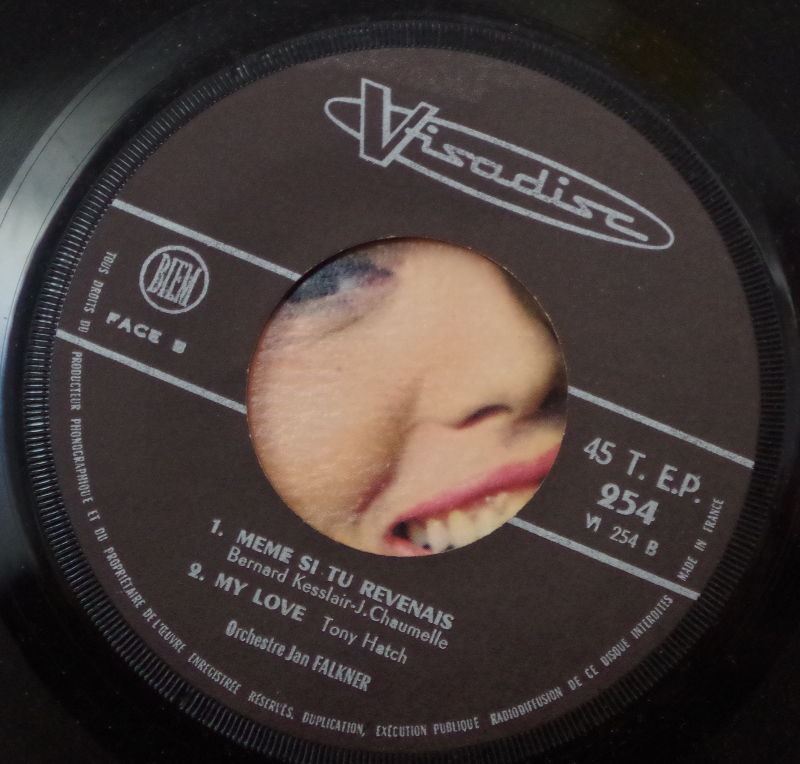 Visadisc
BIEM
FACE B
45 T. E.P.
254
VI 254 B
1. MEME SI TU REVENAIS
Bernard Kesslair-J.Chaumelle
2. MY LOVE Tony Hatch
Orchestre Jan FALKNER
TOUS DROITS DU PRODUCTEUR PHONOGRAPHIQUE ET DU PROPRIÉTAIRE DE L'ŒUVRE ENREGISTRÉE RÉSERVÉS. DUPLICATION, EXÉCUTION PUBLIQUE RADIODIFFUSION DE CE DISQUE INTERDITES MADE IN FRANCE